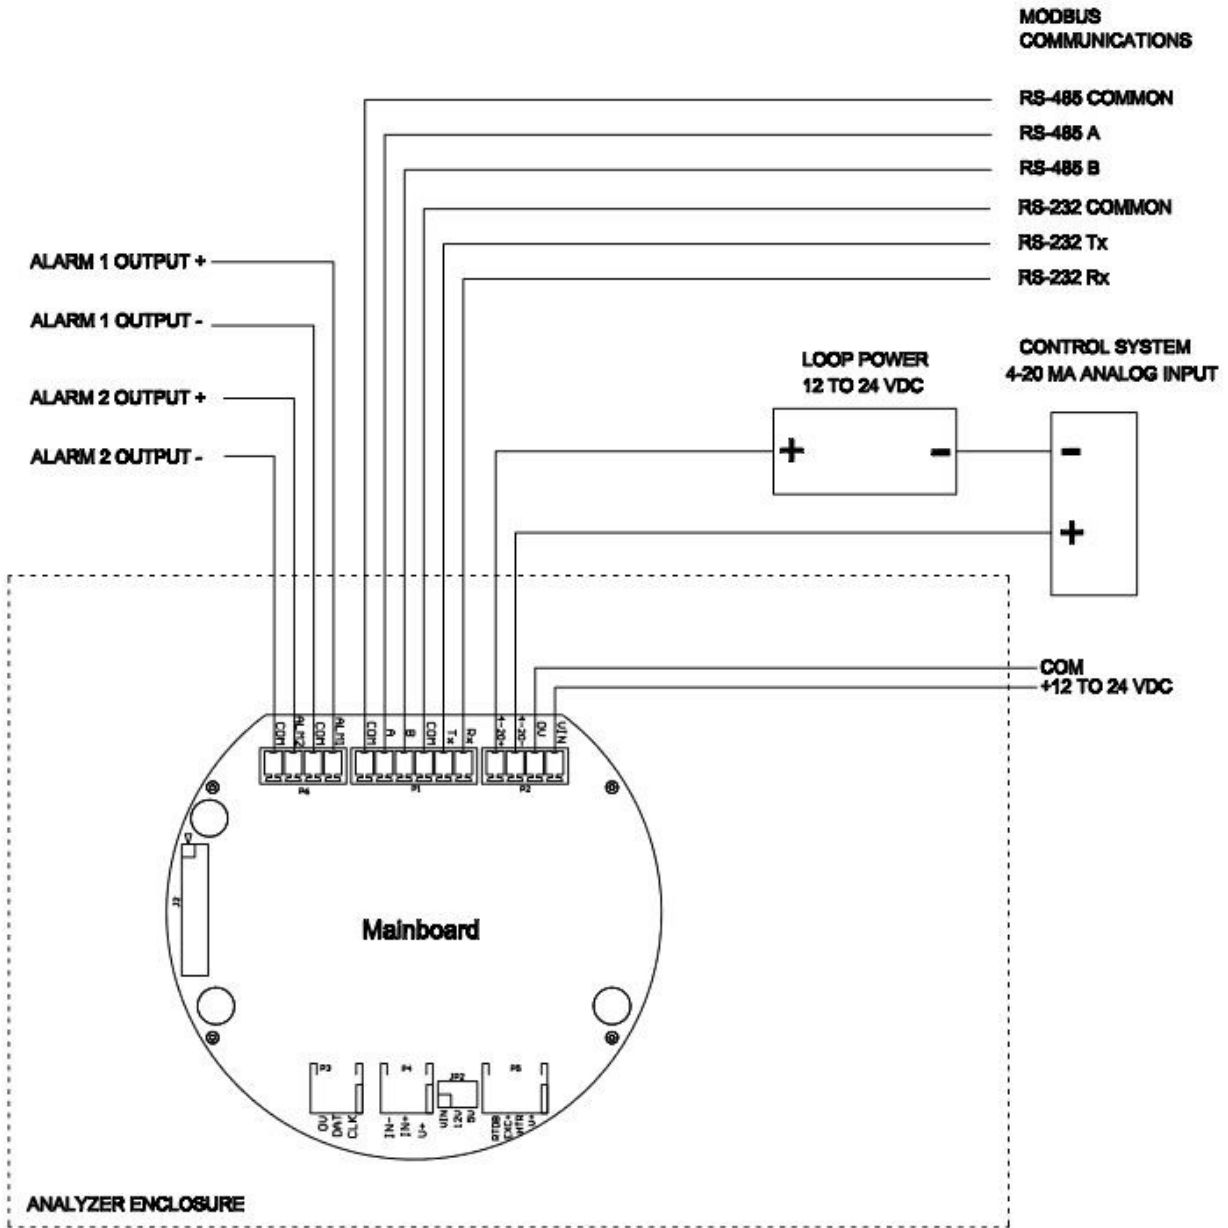 MODBUS
COMMUNICATIONS
RS-485 COMMON
RS-485 A
RS-485 B
RS-232 COMMON
RS-232 Tx
RS-232 Rx
ALARM 1 OUTPUT +
ALARM 1 OUTPUT -
ALARM 2 OUTPUT +
ALARM 2 OUTPUT -
LOOP POWER
12 TO 24 VDC
CONTROL SYSTEM
4-20 MA ANALOG INPUT
+ -
-
+
COM
+12 TO 24 VDC
COM
ALM2
COM
ALM1
COM
A
B
COM
Tx
Rx
4-20+
4-20-
0V
VIN
P6
P1
P2
J2
Mainboard
P3
P4
JP2
P5
0V
DAT
CLK
IN-
IN+
V+
VIN
12V
5V
RTDB
EXC+
V+
ANALYZER ENCLOSURE